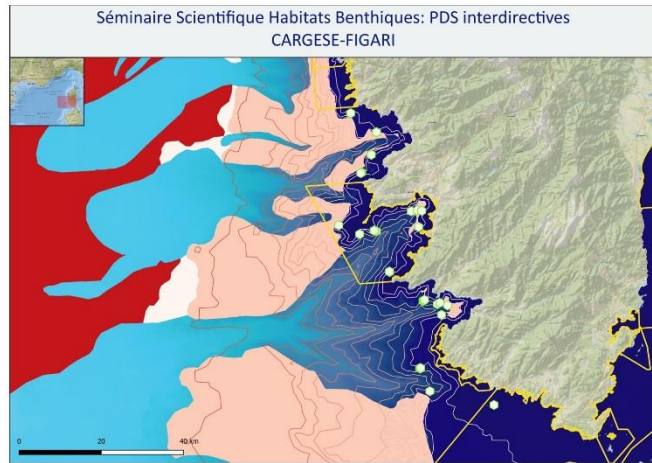 Séminaire Scientifique Habitats Benthiques: PDS interdirectives
CARGESE-FIGARI
0 20 40 km